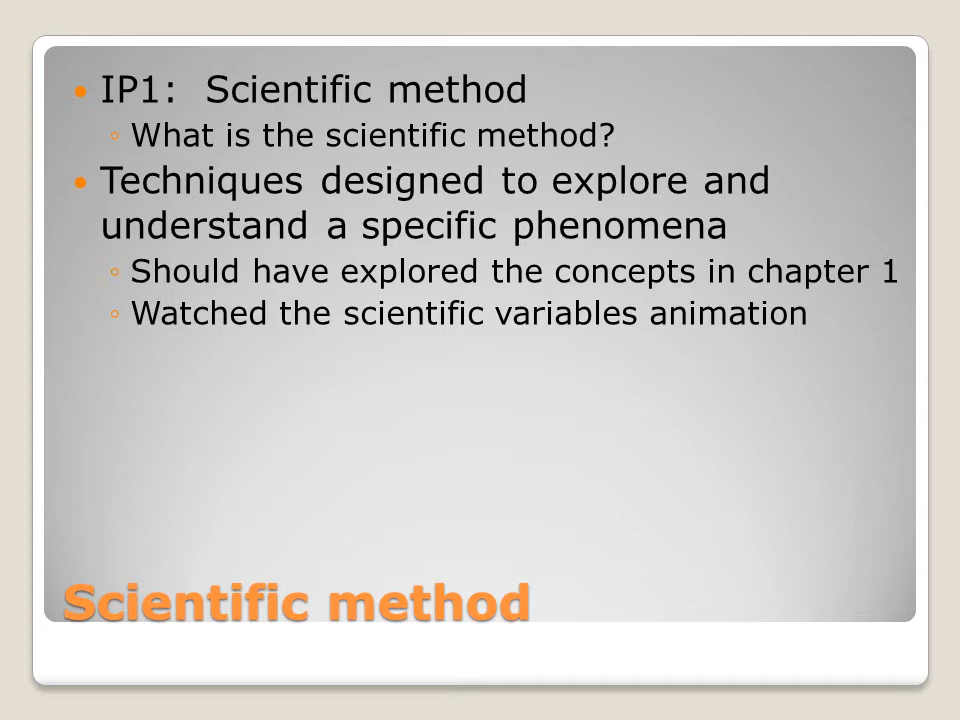 IP1:  Scientific method
What is the scientific method?
Techniques designed to explore and
understand a specific phenomena
Should have explored the concepts in chapter 1
Watched the scientific variables animation
Scientific method